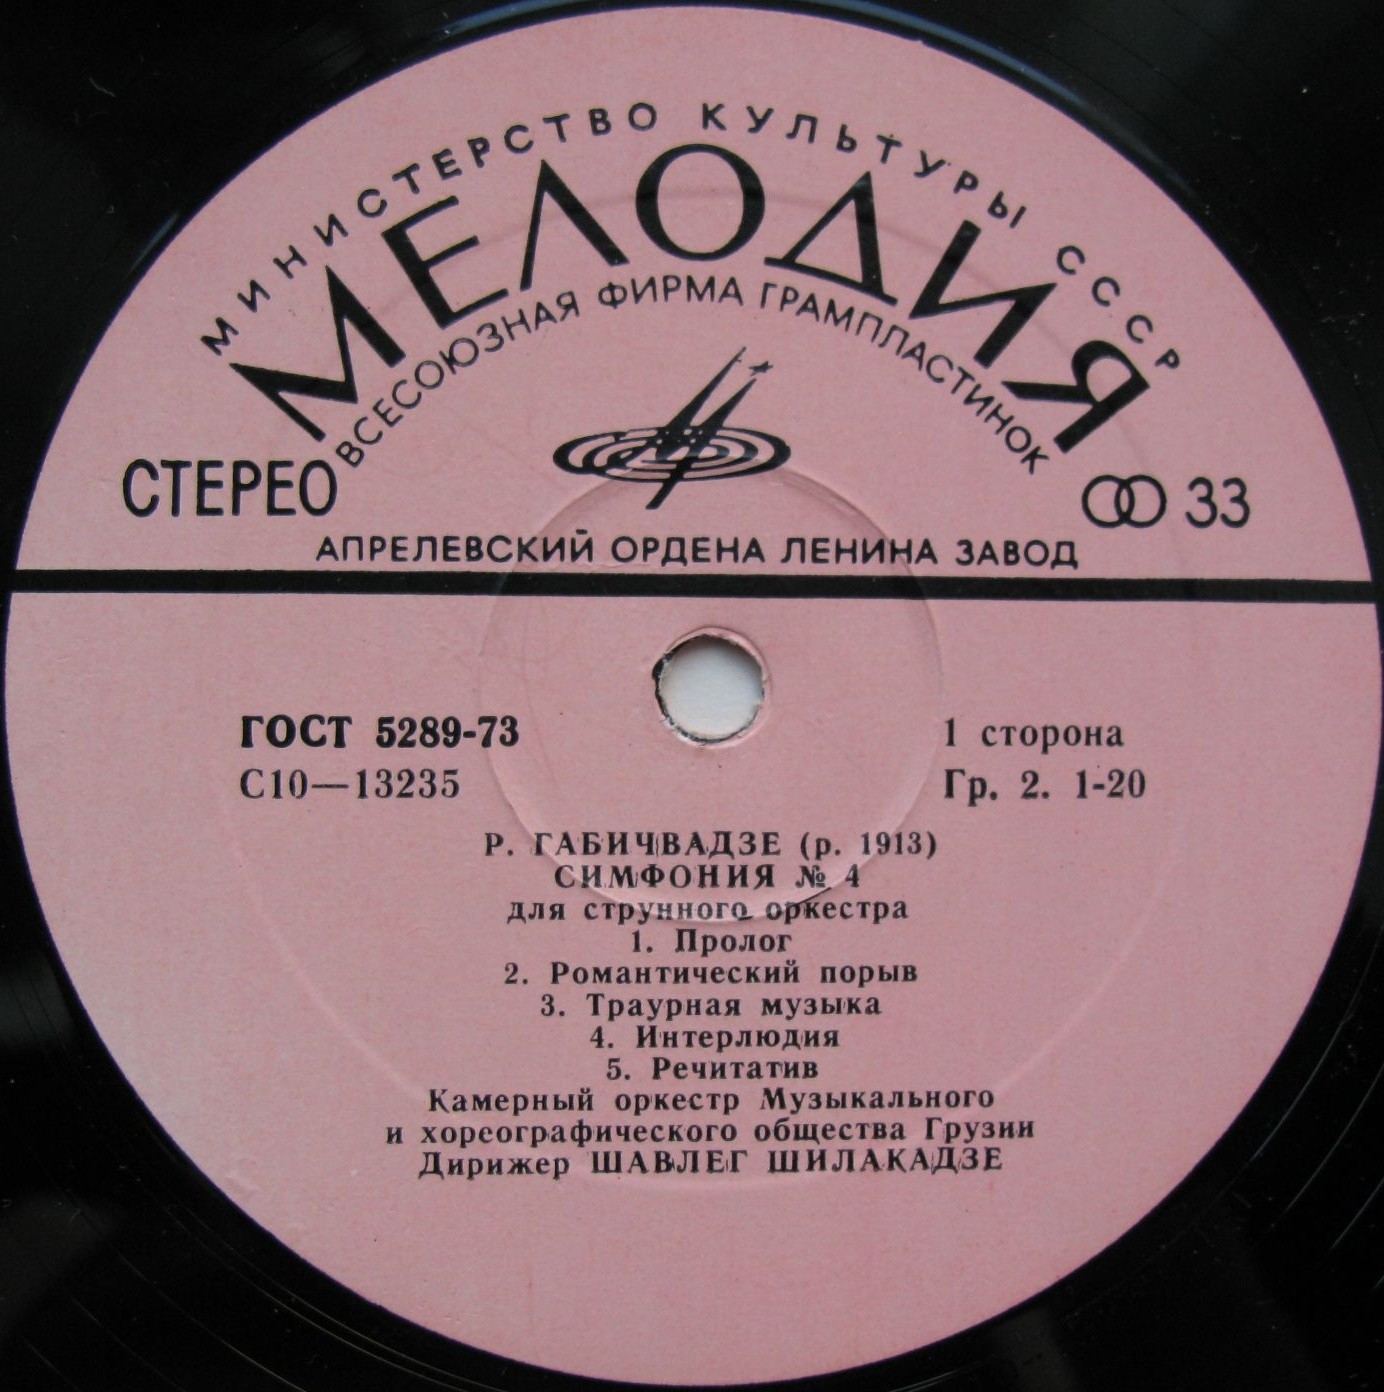 МИНИСТЕРСТВО КУЛЬТУРЫ СССР
МЕЛОДИЯ
ВСЕСОЮЗНАЯ ФИРМА ГРАМПЛАСТИНОК
СТЕРЕО
33
АПРЕЛЕВСКИЙ ОРДЕНА ЛЕНИНА ЗАВОД
ГОСТ 5289-73
1 сторона
С10—13235
Гр. 2. 1-20
Р. ГАБИЧВАДЗЕ (р. 1913)
СИМФОНИЯ № 4
для струнного оркестра
1. Пролог
2. Романтический порыв
3. Траурная музыка
4. Интерлюдия
5. Речитатив
Камерный оркестр Музыкального
и хореографического общества Грузии
Дирижер ШАВЛЕГ ШИЛАКАДЗЕ